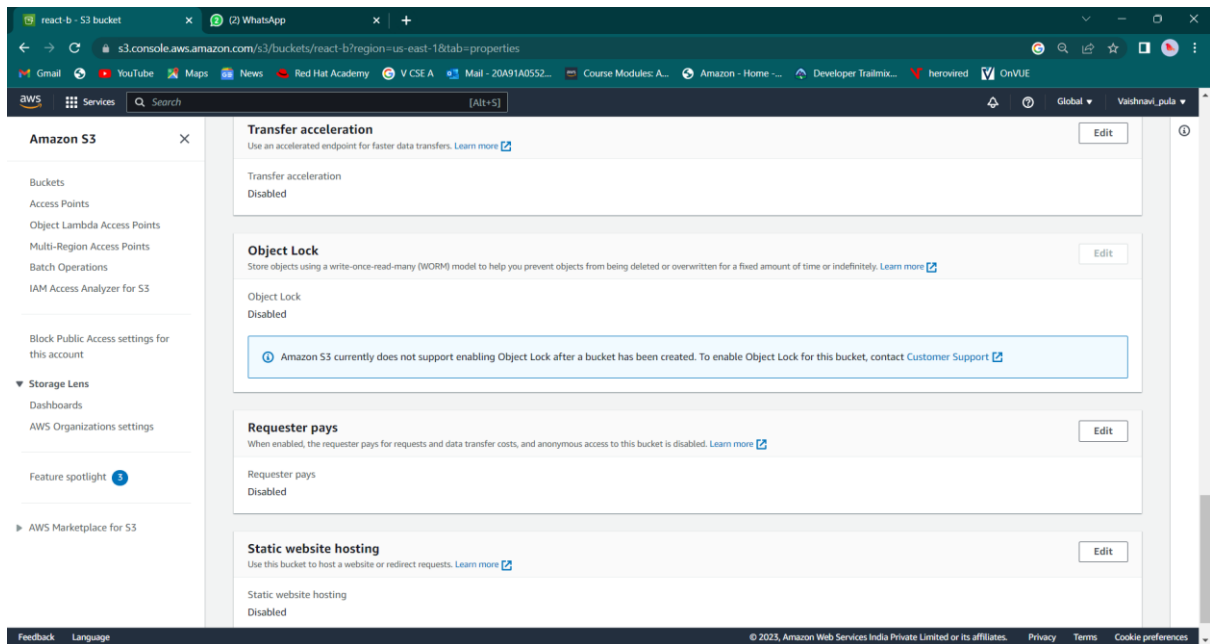 react-b - S3 bucket
(2) WhatsApp
s3.console.aws.amazon.com/s3/buckets/react-b?region=us-east-1&tab=properties
Gmail YouTube Maps News Red Hat Academy V CSE A Mail - 20A91A0552... Course Modules: A... Amazon - Home -... Developer Trailmix... herovired OnVUE
aws Services Search [Alt+S] Global Vaishnavi_pula
Amazon S3
Buckets
Access Points
Object Lambda Access Points
Multi-Region Access Points
Batch Operations
IAM Access Analyzer for S3
Block Public Access settings for
this account
Storage Lens
Dashboards
AWS Organizations settings
Feature spotlight 3
AWS Marketplace for S3
Transfer acceleration
Edit
Use an accelerated endpoint for faster data transfers. Learn more
Transfer acceleration
Disabled
Object Lock
Edit
Store objects using a write-once-read-many (WORM) model to help you prevent objects from being deleted or overwritten for a fixed amount of time or indefinitely. Learn more
Object Lock
Disabled
Amazon S3 currently does not support enabling Object Lock after a bucket has been created. To enable Object Lock for this bucket, contact Customer Support
Requester pays
Edit
When enabled, the requester pays for requests and data transfer costs, and anonymous access to this bucket is disabled. Learn more
Requester pays
Disabled
Static website hosting
Edit
Use this bucket to host a website or redirect requests. Learn more
Static website hosting
Disabled
Feedback Language © 2023, Amazon Web Services India Private Limited or its affiliates. Privacy Terms Cookie preferences